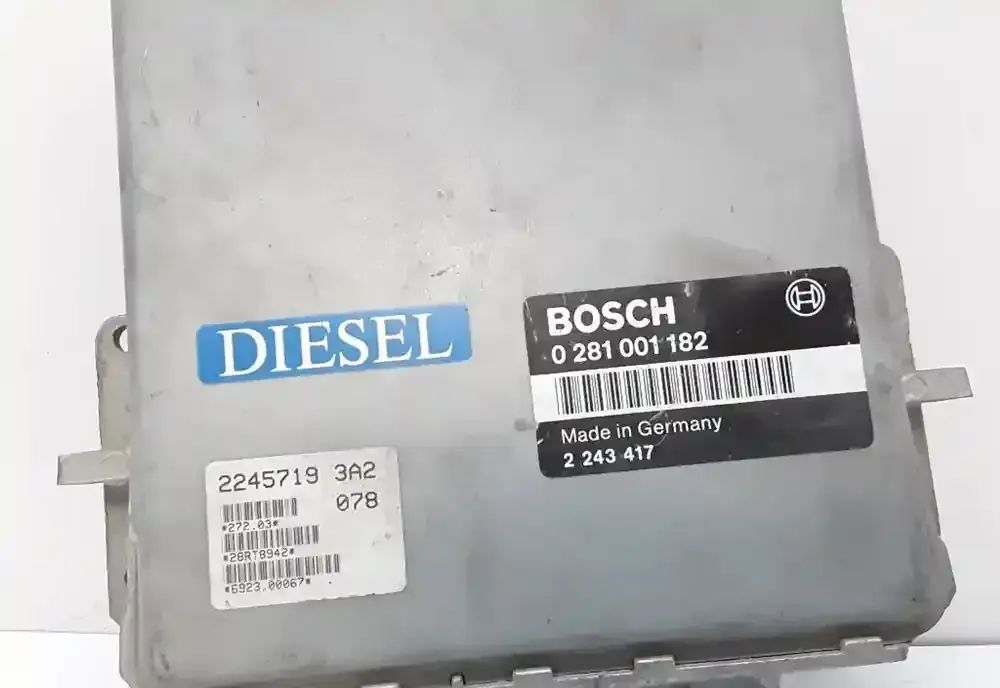 DIESEL
BOSCH
0 281 001 182
Made in Germany
2 243 417
2245719 3A2
078
*272.03*
*28RT8942*
*6923.00067*